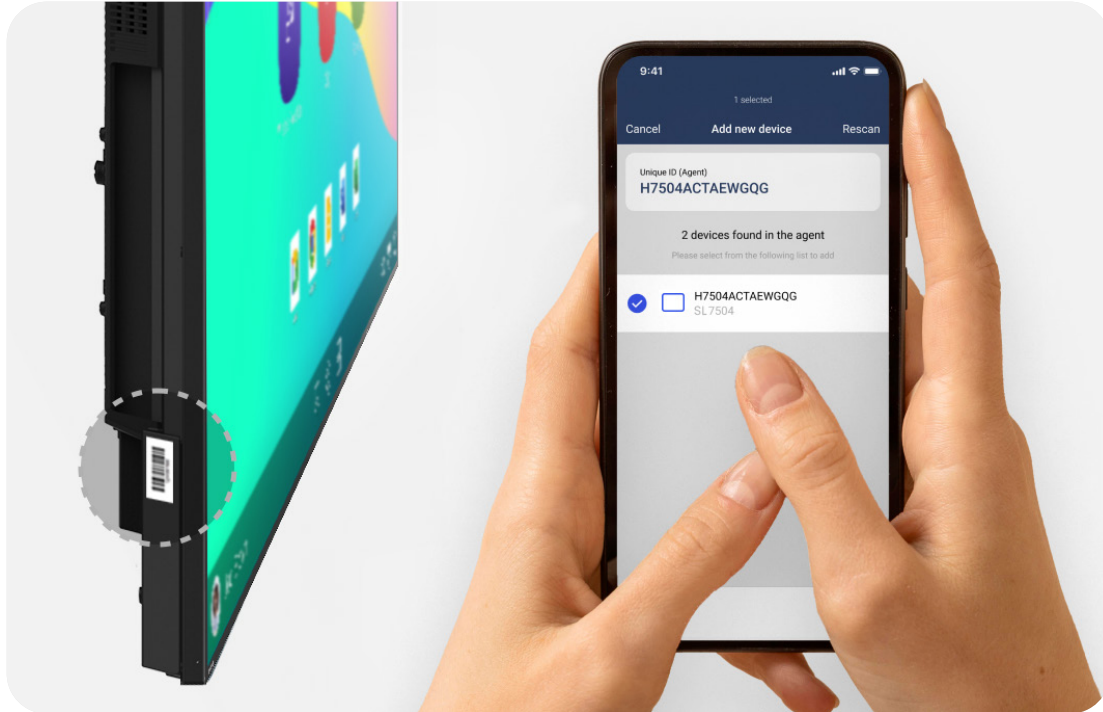 9:41
1 selected
Cancel
Add new device
Rescan
Unique ID (Agent)
H7504ACTAEWGQG
2 devices found in the agent
Please select from the following list to add
H7504ACTAEWGQG
SL7504